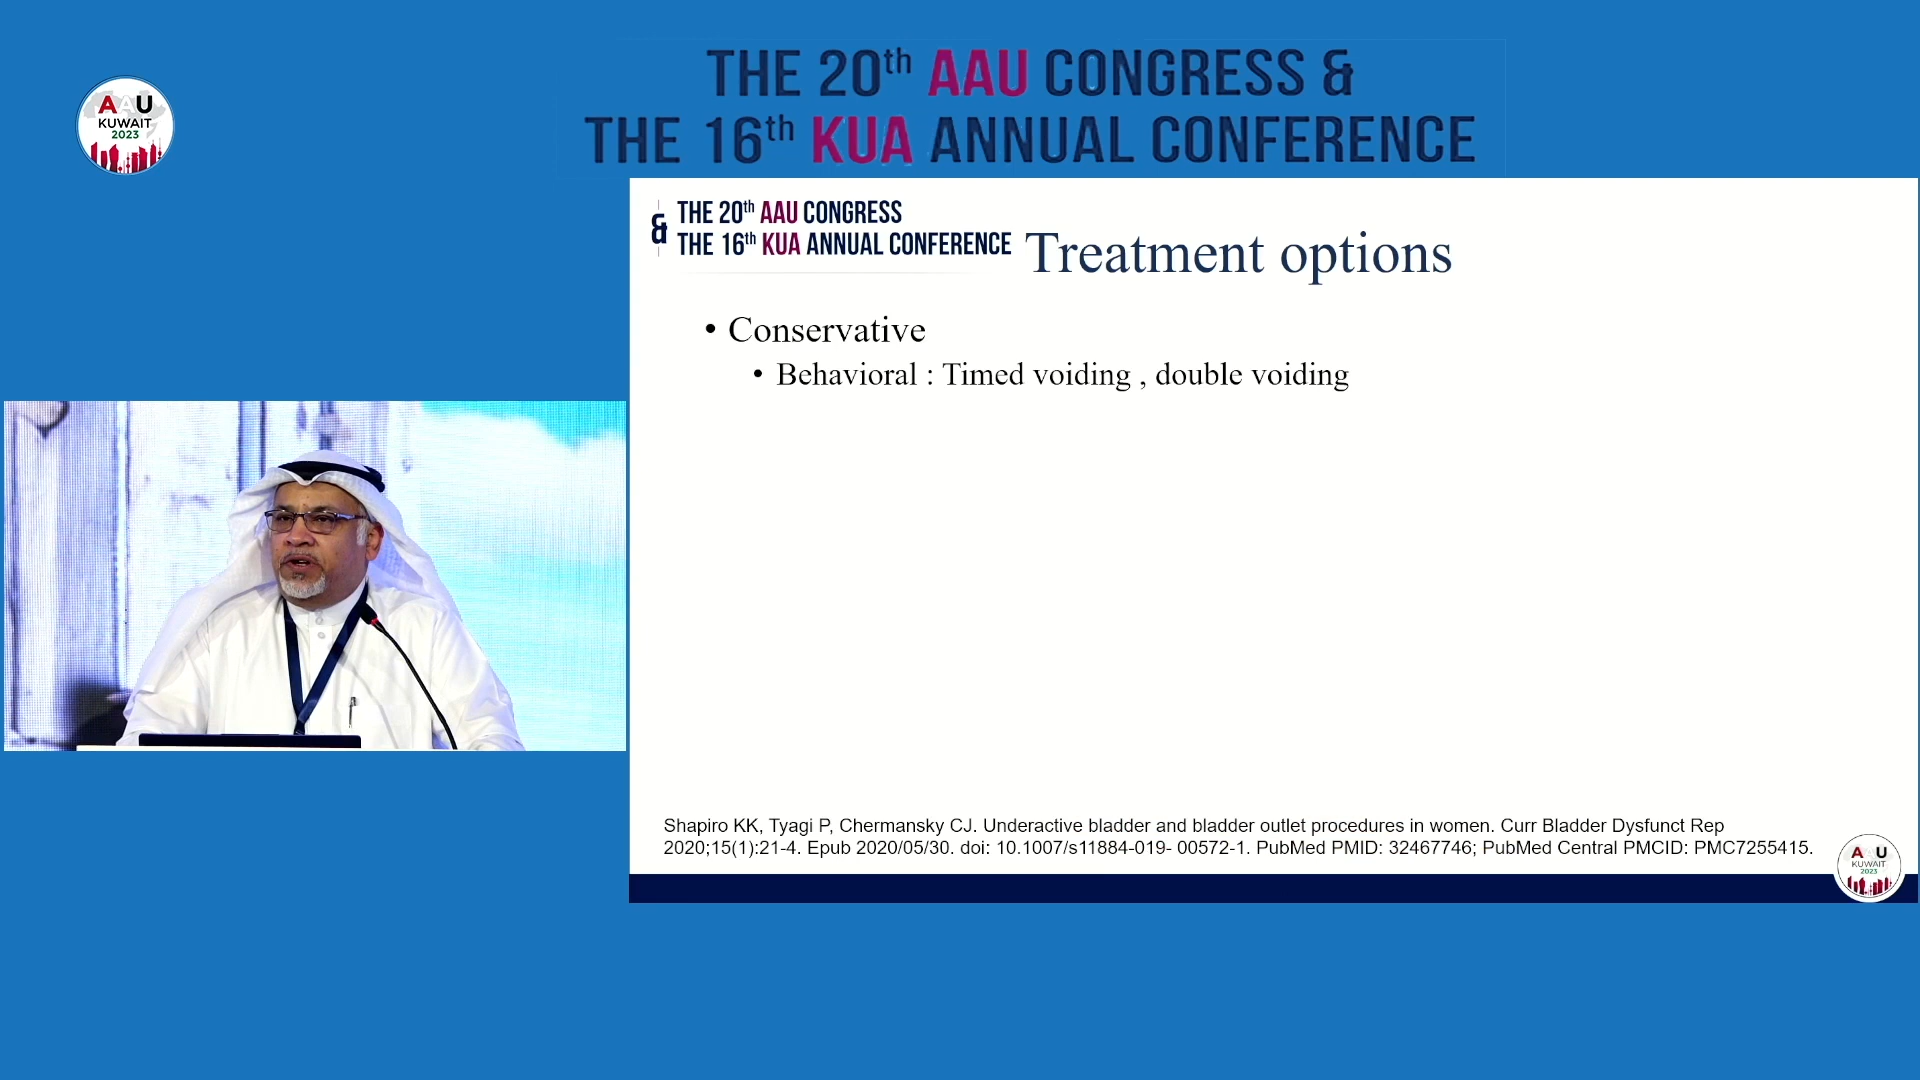 A A U
KUWAIT
2023
THE 20th AAU CONGRESS &
THE 16th KUA ANNUAL CONFERENCE
& THE 20th AAU CONGRESS
THE 16th KUA ANNUAL CONFERENCE
Treatment options
• Conservative
• Behavioral : Timed voiding , double voiding
Shapiro KK, Tyagi P, Chermansky CJ. Underactive bladder and bladder outlet procedures in women. Curr Bladder Dysfunct Rep
2020;15(1):21-4. Epub 2020/05/30. doi: 10.1007/s11884-019- 00572-1. PubMed PMID: 32467746; PubMed Central PMCID: PMC7255415.
A A U
KUWAIT
2023